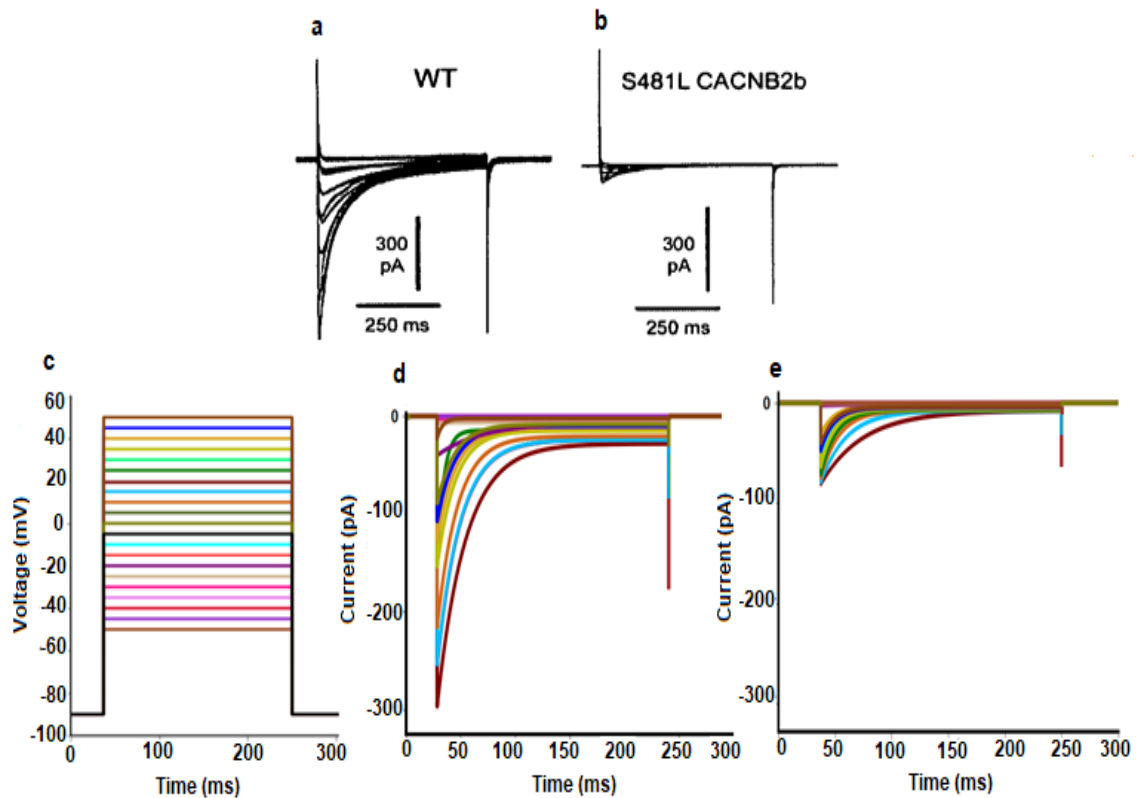 a
WT
300
pA
250 ms
b
S481L CACNB2b
300
pA
250 ms
c
60
40
20
0
-20
-40
-60
-80
-100
Voltage (mV)
0
100
200
300
Time (ms)
d
0
-100
-200
-300
Current (pA)
0
50
100
150
200
250
300
Time (ms)
e
0
-100
-200
-300
Current (pA)
0
50
100
150
200
250
300
Time (ms)